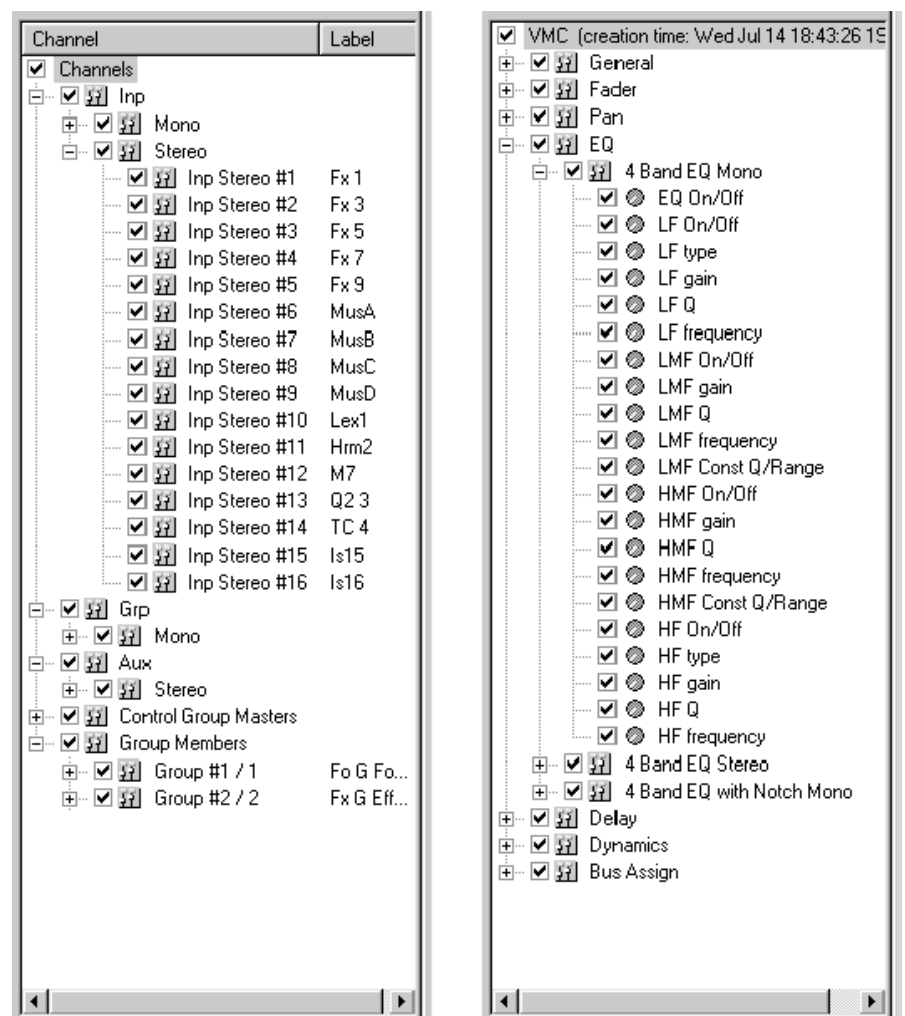 Channel Label
Channels
Inp
Mono
Stereo
Inp Stereo #1 Fx 1
Inp Stereo #2 Fx 3
Inp Stereo #3 Fx 5
Inp Stereo #4 Fx 7
Inp Stereo #5 Fx 9
Inp Stereo #6 MusA
Inp Stereo #7 MusB
Inp Stereo #8 MusC
Inp Stereo #9 MusD
Inp Stereo #10 Lex1
Inp Stereo #11 Hrm2
Inp Stereo #12 M7
Inp Stereo #13 Q2 3
Inp Stereo #14 TC 4
Inp Stereo #15 Is15
Inp Stereo #16 Is16
Grp
Mono
Aux
Stereo
Control Group Masters
Group Members
Group #1 / 1 Fo G Fo...
Group #2 / 2 Fx G Eff...
VMC (creation time: Wed Jul 14 18:43:26 19
General
Fader
Pan
EQ
4 Band EQ Mono
EQ On/Off
LF On/Off
LF type
LF gain
LF Q
LF frequency
LMF On/Off
LMF gain
LMF Q
LMF frequency
LMF Const Q/Range
HMF On/Off
HMF gain
HMF Q
HMF frequency
HMF Const Q/Range
HF On/Off
HF type
HF gain
HF Q
HF frequency
4 Band EQ Stereo
4 Band EQ with Notch Mono
Delay
Dynamics
Bus Assign